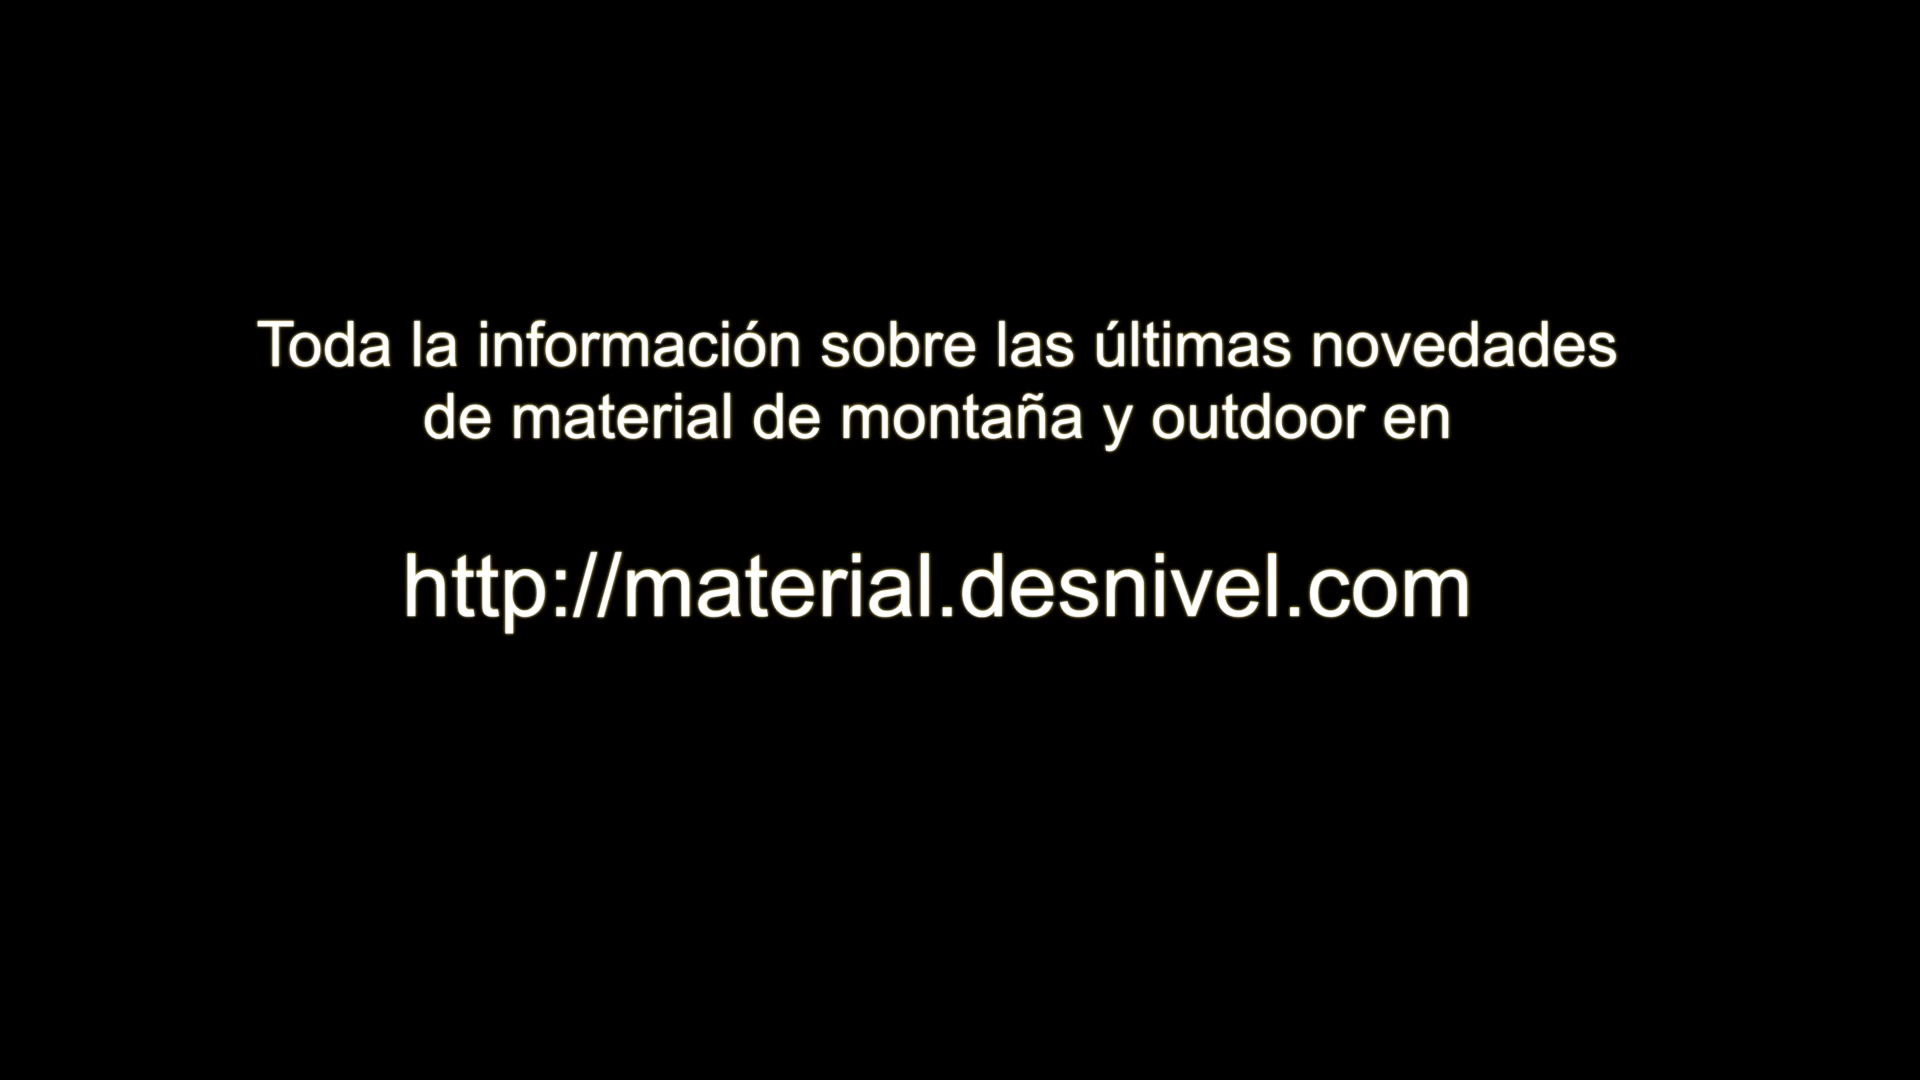 Toda la información sobre las últimas novedades
de material de montaña y outdoor en
http://material.desnivel.com